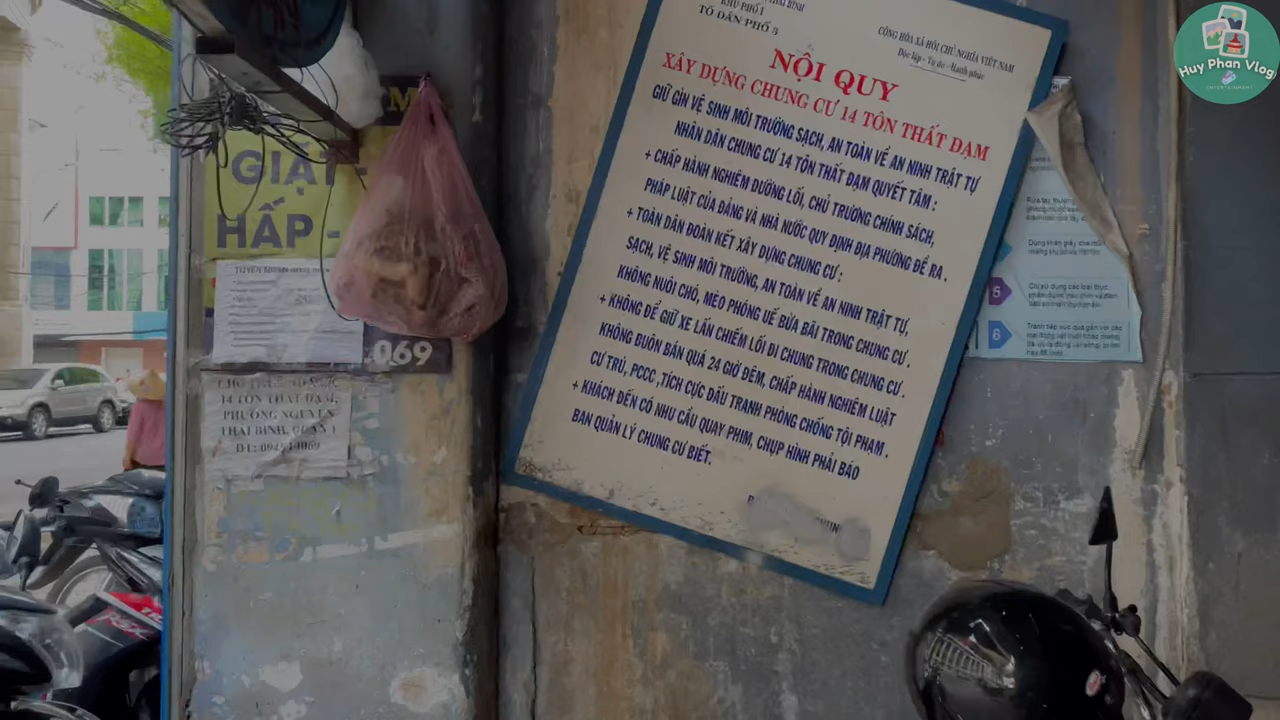 Huy Phan Vlog
ENTERTAINMENT
THÁI BÌNH
KHU PHỐ 1
TỔ DÂN PHỐ 3
CỘNG HÒA XÃ HỘI CHỦ NGHĨA VIỆT NAM
Độc lập - Tự do - Hạnh phúc
NỘI QUY
XÂY DỰNG CHUNG CƯ 14 TÔN THẤT ĐẠM
GIỮ GÌN VỆ SINH MÔI TRƯỜNG SẠCH, AN TOÀN VỀ AN NINH TRẬT TỰ
NHÂN DÂN CHUNG CƯ 14 TÔN THẤT ĐẠM QUYẾT TÂM :
+ CHẤP HÀNH NGHIÊM ĐƯỜNG LỐI, CHỦ TRƯƠNG CHÍNH SÁCH,
PHÁP LUẬT CỦA ĐẢNG VÀ NHÀ NƯỚC QUY ĐỊNH ĐỊA PHƯƠNG ĐỀ RA .
+ TOÀN DÂN ĐOÀN KẾT XÂY DỰNG CHUNG CƯ :
SẠCH, VỆ SINH MÔI TRƯỜNG, AN TOÀN VỀ AN NINH TRẬT TỰ,
KHÔNG NUÔI CHÓ, MÈO PHÓNG UẾ BỪA BÃI TRONG CHUNG CƯ .
+ KHÔNG ĐỂ GIỮ XE LẤN CHIẾM LỐI ĐI CHUNG TRONG CHUNG CƯ .
KHÔNG BUÔN BÁN QUÁ 24 GIỜ ĐÊM, CHẤP HÀNH NGHIÊM LUẬT
CƯ TRÚ, PCCC ,TÍCH CỰC ĐẤU TRANH PHÒNG CHỐNG TỘI PHẠM .
+ KHÁCH ĐẾN CÓ NHU CẦU QUAY PHIM, CHỤP HÌNH PHẢI BÁO
BAN QUẢN LÝ CHUNG CƯ BIẾT.
GIẶT -
HẤP -
.069
14 TÔN THẤT ĐẠM,
PHƯỜNG NGUYỄN
THÁI BÌNH, QUẬN 1
5
6